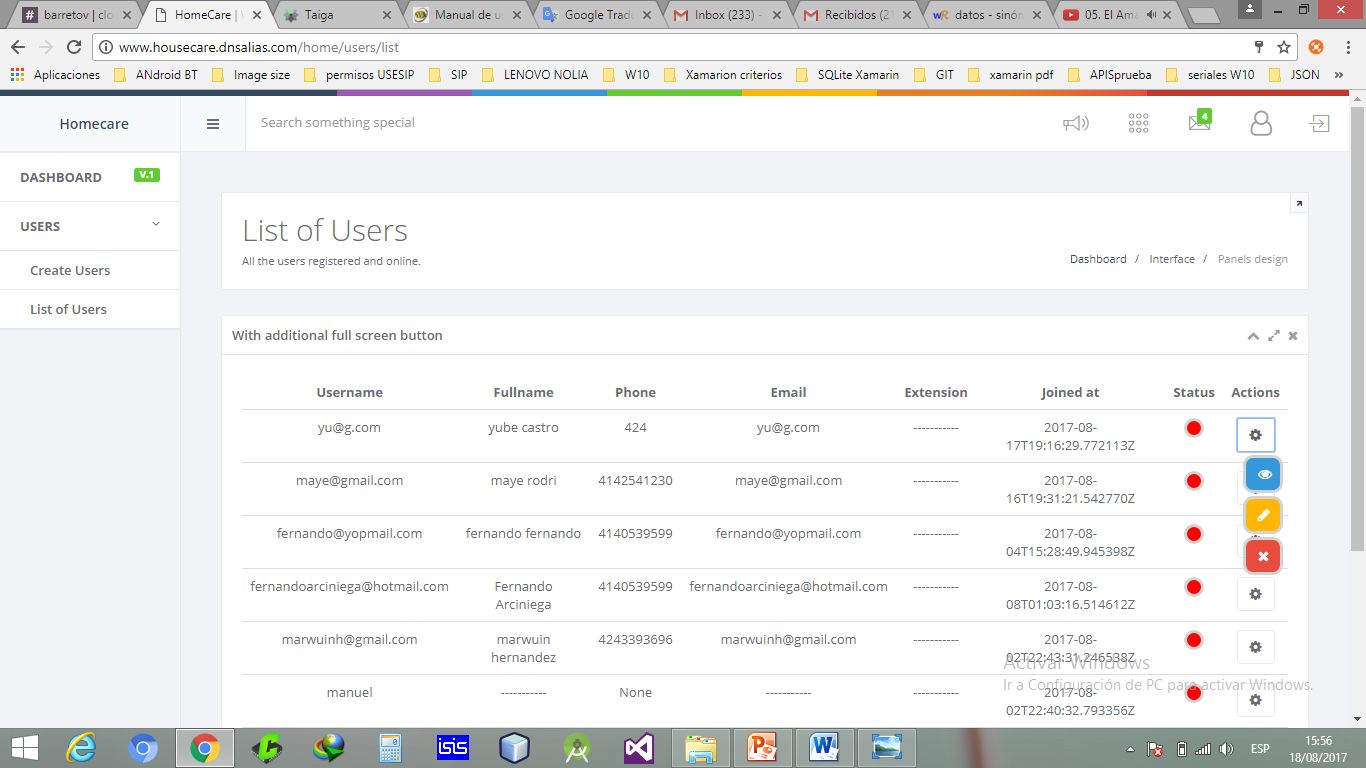 barretov | clo
HomeCare | 
Taiga
Manual de u
Google Tradu
Inbox (233) -
Recibidos (21
datos - sinón
05. El Ama
www.housecare.dnsalias.com/home/users/list
Aplicaciones
ANdroid BT
Image size
permisos USESIP
SIP
LENOVO NOLIA
W10
Xamarion criterios
SQLite Xamarin
GIT
xamarin pdf
APISprueba
seriales W10
JSON
»
Homecare
Search something special
4
DASHBOARD V.1
USERS
Create Users
List of Users
List of Users
All the users registered and online.
Dashboard / Interface / Panels design
With additional full screen button
Username Fullname Phone Email Extension Joined at Status Actions
yu@g.com yube castro 424 yu@g.com ----------- 2017-08-
17T19:16:29.772113Z
maye@gmail.com maye rodri 4142541230 maye@gmail.com ----------- 2017-08-
16T19:31:21.542770Z
fernando@yopmail.com fernando fernando 4140539599 fernando@yopmail.com ----------- 2017-08-
04T15:28:49.945398Z
fernandoarciniega@hotmail.com Fernando 4140539599 fernandoarciniega@hotmail.com ----------- 2017-08-
Arciniega 08T01:03:16.514612Z
marwuinh@gmail.com marwuin 4243393696 marwuinh@gmail.com ----------- 2017-08-
hernandez 02T22:43:31.246538Z
Activar Windows
Ir a Configuración de PC para activar Windows.
manuel ----------- None ----------- ----------- 2017-08-
02T22:40:32.793356Z
isis
ESP
15:56
18/08/2017